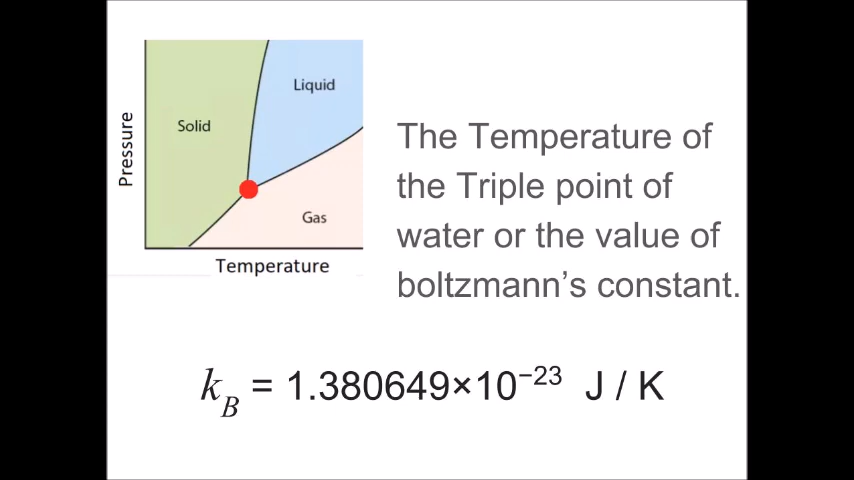 Solid
Liquid
Gas
Pressure
Temperature
The Temperature of
the Triple point of
water or the value of
boltzmann's constant.
k_B = 1.380649×10⁻²³ J / K